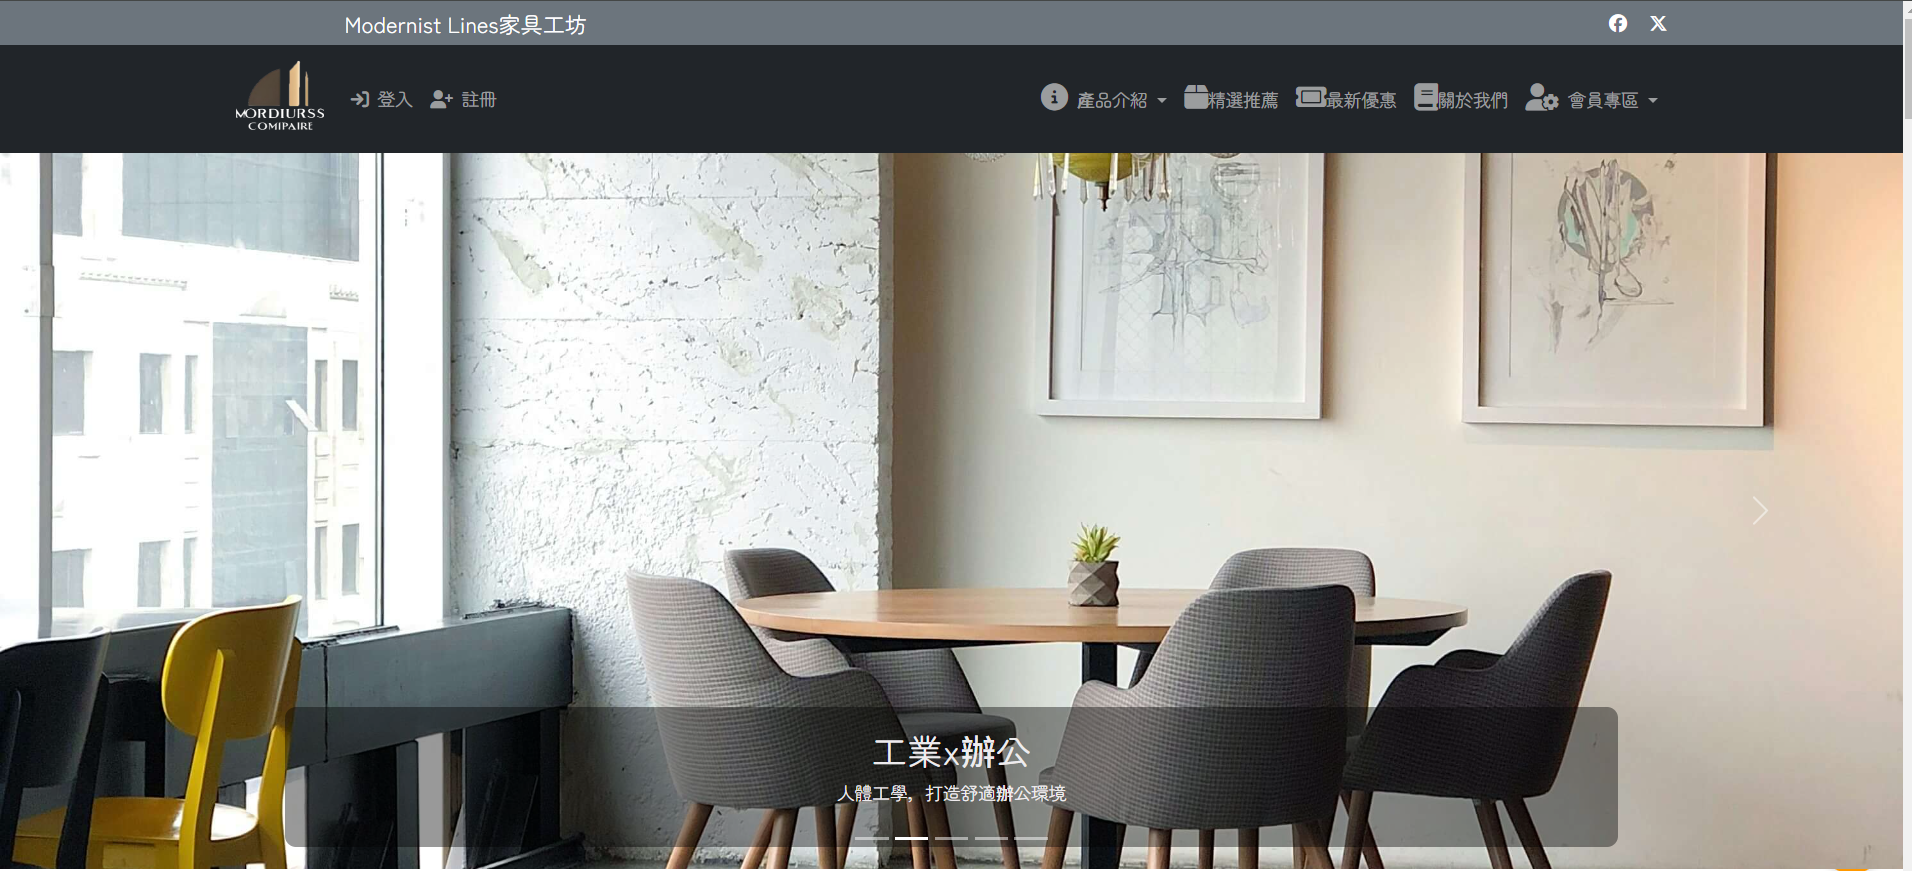 Modernist Lines家具工坊
MORDIURSS
COMIPAIRE
登入 註冊 產品介紹 精選推薦 最新優惠 關於我們 會員專區
工業x辦公
人體工學，打造舒適辦公環境